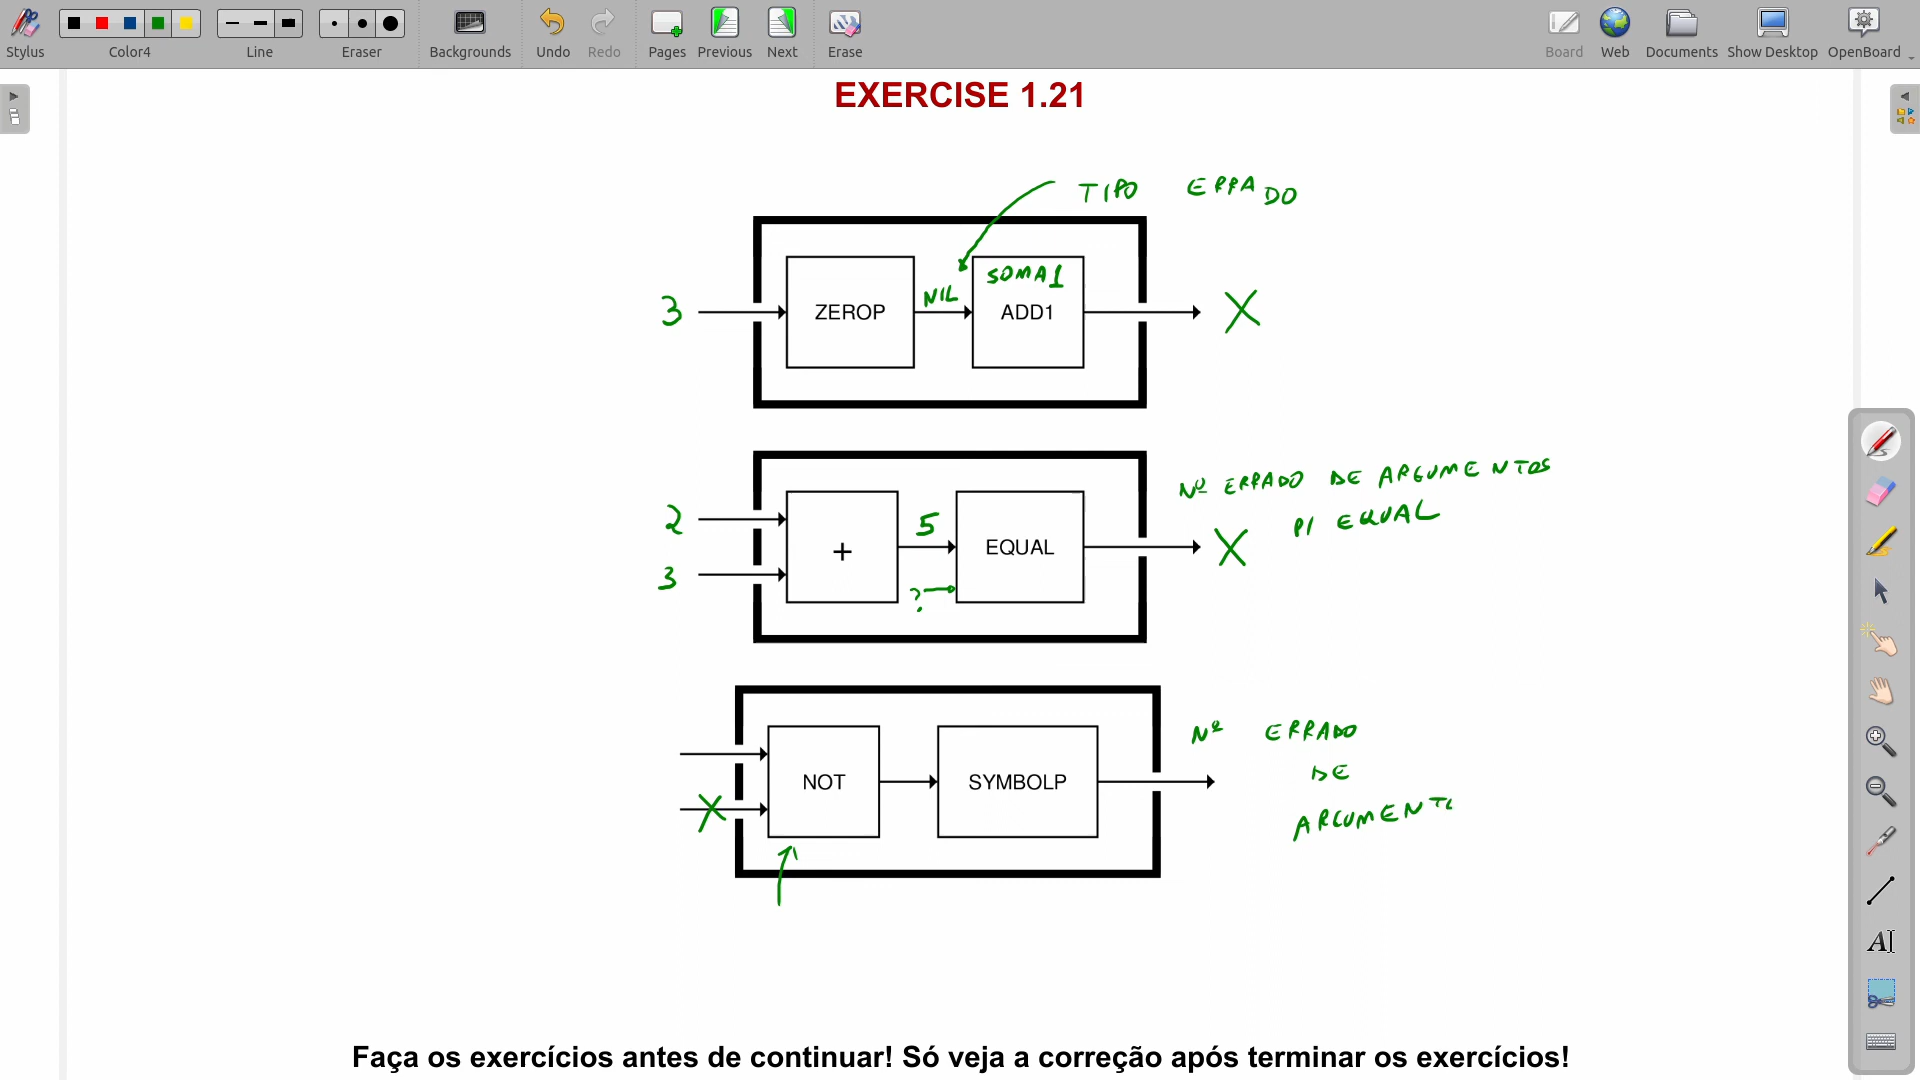 Stylus Color4 Line Eraser Backgrounds Undo Redo Pages Previous Next Erase Board Web Documents Show Desktop OpenBoard
EXERCISE 1.21
TIPO ERRADO
SOMA1
3 ZEROP NIL ADD1 X
Nº ERRADO DE ARGUMENTOS
P/ EQUAL
2
5
+ EQUAL X
3
?
Nº ERRADO
DE
NOT SYMBOLP
X
ARGUMENT
Faça os exercícios antes de continuar! Só veja a correção após terminar os exercícios!